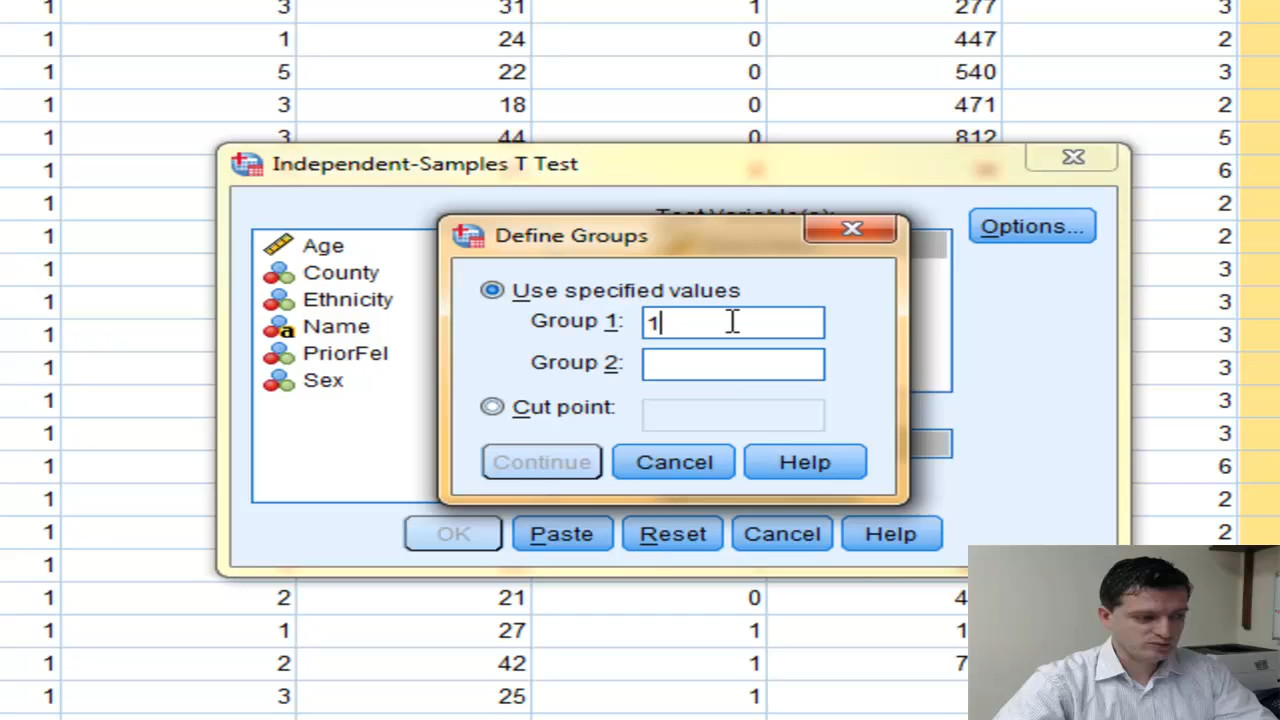 1 3 31 1 277 3
1 1 24 0 447 2
1 5 22 0 540 3
1 3 18 0 471 2
1 3 44 0 812 5
1 6
1 2
1 2
1 3
1 3
1 3
1 3
1 3
1 3
1 6
1 2
1 2
1
1 2 21 0 4
1 1 27 1 1
1 2 42 1 7
1 3 25 1
Independent-Samples T Test
Options...
Age
County
Ethnicity
Name
PriorFel
Sex
Define Groups
Use specified values
Group 1: 1
Group 2:
Cut point:
Continue Cancel Help
OK Paste Reset Cancel Help